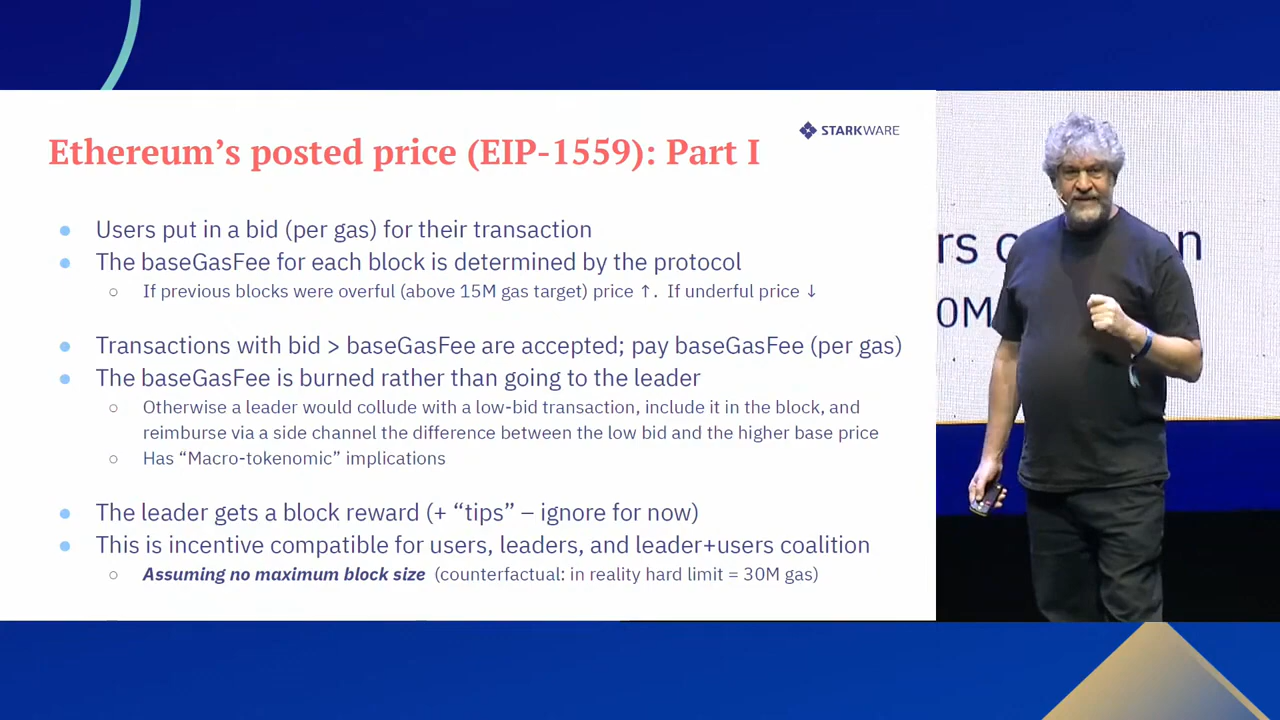 STARKWARE
Ethereum's posted price (EIP-1559): Part I
● Users put in a bid (per gas) for their transaction
● The baseGasFee for each block is determined by the protocol
○ If previous blocks were overful (above 15M gas target) price ↑. If underful price ↓
● Transactions with bid > baseGasFee are accepted; pay baseGasFee (per gas)
● The baseGasFee is burned rather than going to the leader
○ Otherwise a leader would collude with a low-bid transaction, include it in the block, and
reimburse via a side channel the difference between the low bid and the higher base price
○ Has “Macro-tokenomic” implications
● The leader gets a block reward (+ “tips” – ignore for now)
● This is incentive compatible for users, leaders, and leader+users coalition
○ Assuming no maximum block size (counterfactual: in reality hard limit = 30M gas)